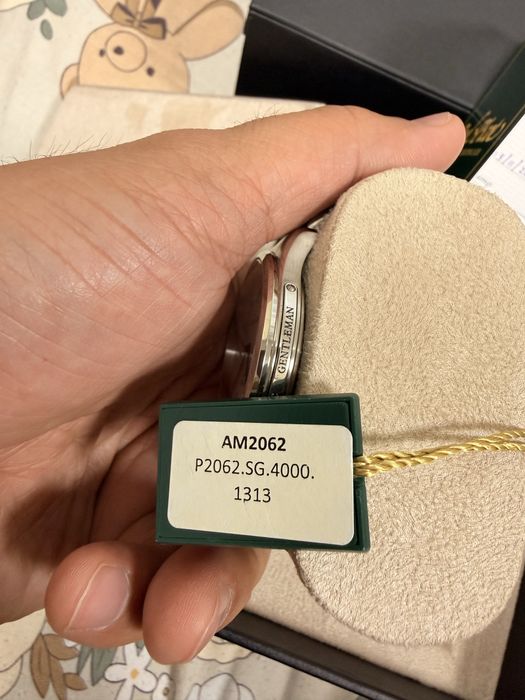 GENTLEMAN
AM2062
P2062.SG.4000.
1313